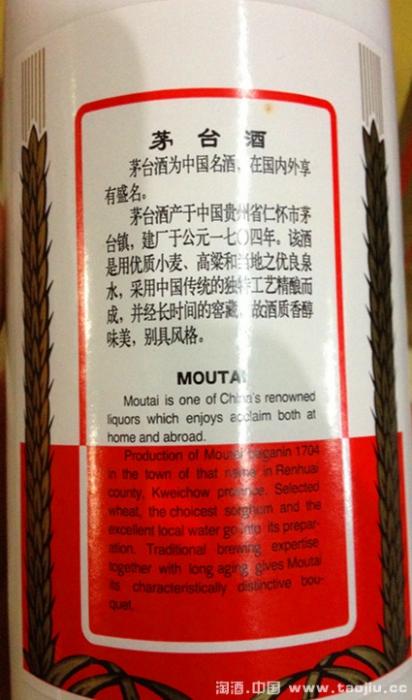 茅台酒
茅台酒为中国名酒,在国内外享
有盛名。
茅台酒产于中国贵州省仁怀市茅
台镇,建厂于公元一七〇四年。该酒
是用优质小麦、高粱和当地之优良泉
水,采用中国传统的独特工艺精酿而
成,并经长时间的窖藏,故酒质香醇
味美,别具风格。
MOUTAI
Moutai is one of China's renowned
liquors which enjoys acclaim both at
home and abroad.
Production of Moutai beganin 1704
in the town of that name in Renhuai
county, Kweichow province. Selected
wheat, the choicest sorghum and the
excellent local water go into its prepar-
ation. Traditional brewing expertise
together with long aging gives Moutai
its characteristically distinctive bou-
quet.
淘酒.中国 www.taojiu.cc